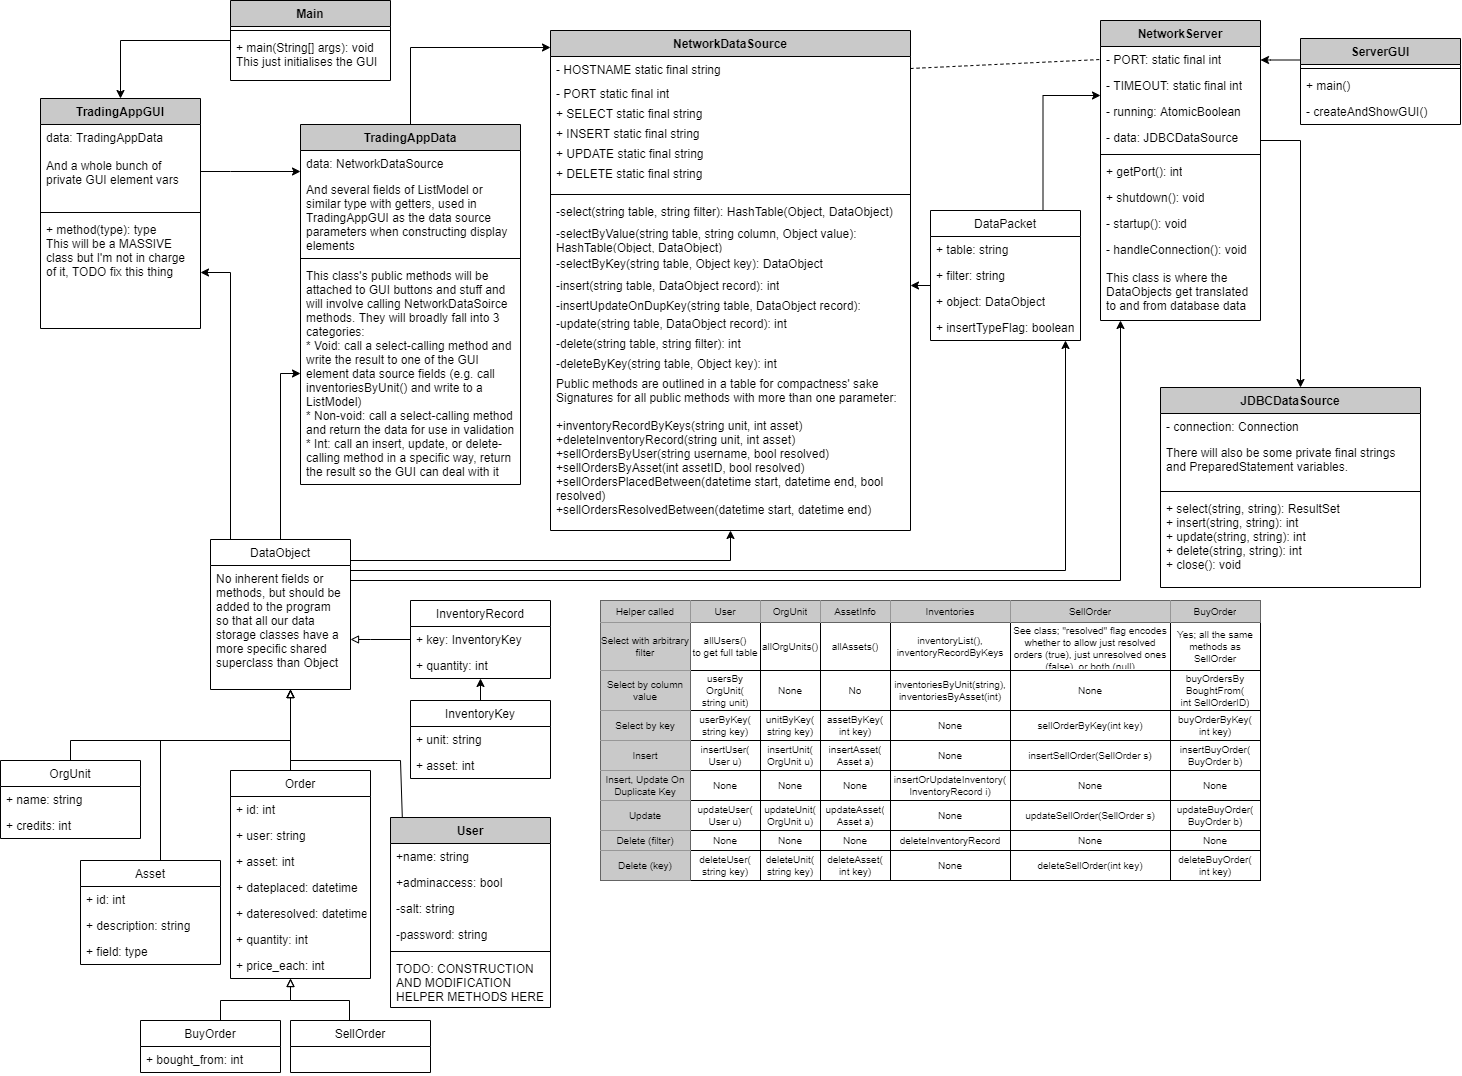 Main
+ main(String[] args): void
This just initialises the GUI
TradingAppGUI
data: TradingAppData
And a whole bunch of
private GUI element vars
+ method(type): type
This will be a MASSIVE
class but I'm not in charge
of it, TODO fix this thing
TradingAppData
data: NetworkDataSource
And several fields of ListModel or
similar type with getters, used in
TradingAppGUI as the data source
parameters when constructing display
elements
This class's public methods will be
attached to GUI buttons and stuff and
will involve calling NetworkDataSoirce
methods. They will broadly fall into 3
categories:
* Void: call a select-calling method and
write the result to one of the GUI
element data source fields (e.g. call
inventoriesByUnit() and write to a
ListModel)
* Non-void: call a select-calling method
and return the data for use in validation
* Int: call an insert, update, or delete-
calling method in a specific way, return
the result so the GUI can deal with it
NetworkDataSource
- HOSTNAME static final string
- PORT static final int
+ SELECT static final string
+ INSERT static final string
+ UPDATE static final string
+ DELETE static final string
-select(string table, string filter): HashTable(Object, DataObject)
-selectByValue(string table, string column, Object value):
HashTable(Object, DataObject)
-selectByKey(string table, Object key): DataObject
-insert(string table, DataObject record): int
-insertUpdateOnDupKey(string table, DataObject record):
-update(string table, DataObject record): int
-delete(string table, string filter): int
-deleteByKey(string table, Object key): int
Public methods are outlined in a table for compactness' sake
Signatures for all public methods with more than one parameter:
+inventoryRecordByKeys(string unit, int asset)
+deleteInventoryRecord(string unit, int asset)
+sellOrdersByUser(string username, bool resolved)
+sellOrdersByAsset(int assetID, bool resolved)
+sellOrdersPlacedBetween(datetime start, datetime end, bool
resolved)
+sellOrdersResolvedBetween(datetime start, datetime end)
DataPacket
+ table: string
+ filter: string
+ object: DataObject
+ insertTypeFlag: boolean
NetworkServer
- PORT: static final int
- TIMEOUT: static final int
- running: AtomicBoolean
- data: JDBCDataSource
+ getPort(): int
+ shutdown(): void
- startup(): void
- handleConnection(): void
This class is where the
DataObjects get translated
to and from database data
ServerGUI
+ main()
- createAndShowGUI()
JDBCDataSource
- connection: Connection
There will also be some private final strings
and PreparedStatement variables.
+ select(string, string): ResultSet
+ insert(string, string): int
+ update(string, string): int
+ delete(string, string): int
+ close(): void
DataObject
No inherent fields or
methods, but should be
added to the program
so that all our data
storage classes have a
more specific shared
superclass than Object
InventoryRecord
+ key: InventoryKey
+ quantity: int
InventoryKey
+ unit: string
+ asset: int
OrgUnit
+ name: string
+ credits: int
Asset
+ id: int
+ description: string
+ field: type
Order
+ id: int
+ user: string
+ asset: int
+ dateplaced: datetime
+ dateresolved: datetime
+ quantity: int
+ price_each: int
User
+name: string
+adminaccess: bool
-salt: string
-password: string
TODO: CONSTRUCTION
AND MODIFICATION
HELPER METHODS HERE
BuyOrder
+ bought_from: int
SellOrder
Helper called User OrgUnit AssetInfo Inventories SellOrder BuyOrder
Select with arbitrary
filter
allUsers()
to get full table
allOrgUnits()
allAssets()
inventoryList(),
inventoryRecordByKeys
See class; "resolved" flag encodes
whether to allow just resolved
orders (true), just unresolved ones
(false), or both (null)
Yes; all the same
methods as
SellOrder
Select by column
value
usersBy
OrgUnit(
string unit)
None
No
inventoriesByUnit(string),
inventoriesByAsset(int)
None
buyOrdersBy
BoughtFrom(
int SellOrderID)
Select by key
userByKey(
string key)
unitByKey(
string key)
assetByKey(
int key)
None
sellOrderByKey(int key)
buyOrderByKey(
int key)
Insert
insertUser(
User u)
insertUnit(
OrgUnit u)
insertAsset(
Asset a)
None
insertSellOrder(SellOrder s)
insertBuyOrder(
BuyOrder b)
Insert, Update On
Duplicate Key
None
None
None
insertOrUpdateInventory(
InventoryRecord i)
None
None
Update
updateUser(
User u)
updateUnit(
OrgUnit u)
updateAsset(
Asset a)
None
updateSellOrder(SellOrder s)
updateBuyOrder(
BuyOrder b)
Delete (filter)
None
None
None
deleteInventoryRecord
None
None
Delete (key)
deleteUser(
string key)
deleteUnit(
string key)
deleteAsset(
int key)
None
deleteSellOrder(int key)
deleteBuyOrder(
int key)